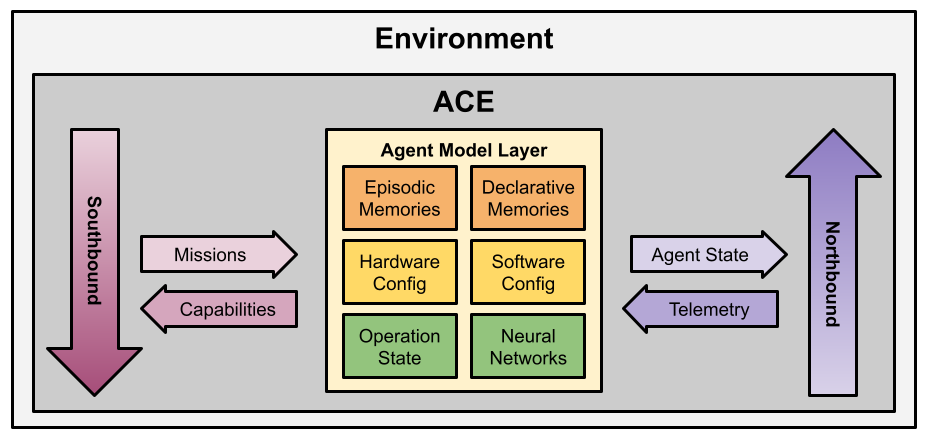 Environment
ACE
Agent Model Layer
Episodic
Memories
Declarative
Memories
Hardware
Config
Software
Config
Operation
State
Neural
Networks
Southbound
Missions
Capabilities
Agent State
Telemetry
Northbound